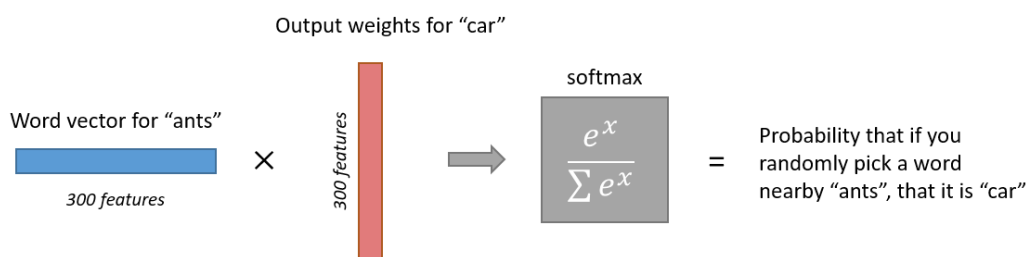 Output weights for “car”
softmax
Word vector for “ants”
300 features
×
300 features
e^x
∑ e^x
=
Probability that if you
randomly pick a word
nearby “ants”, that it is “car”